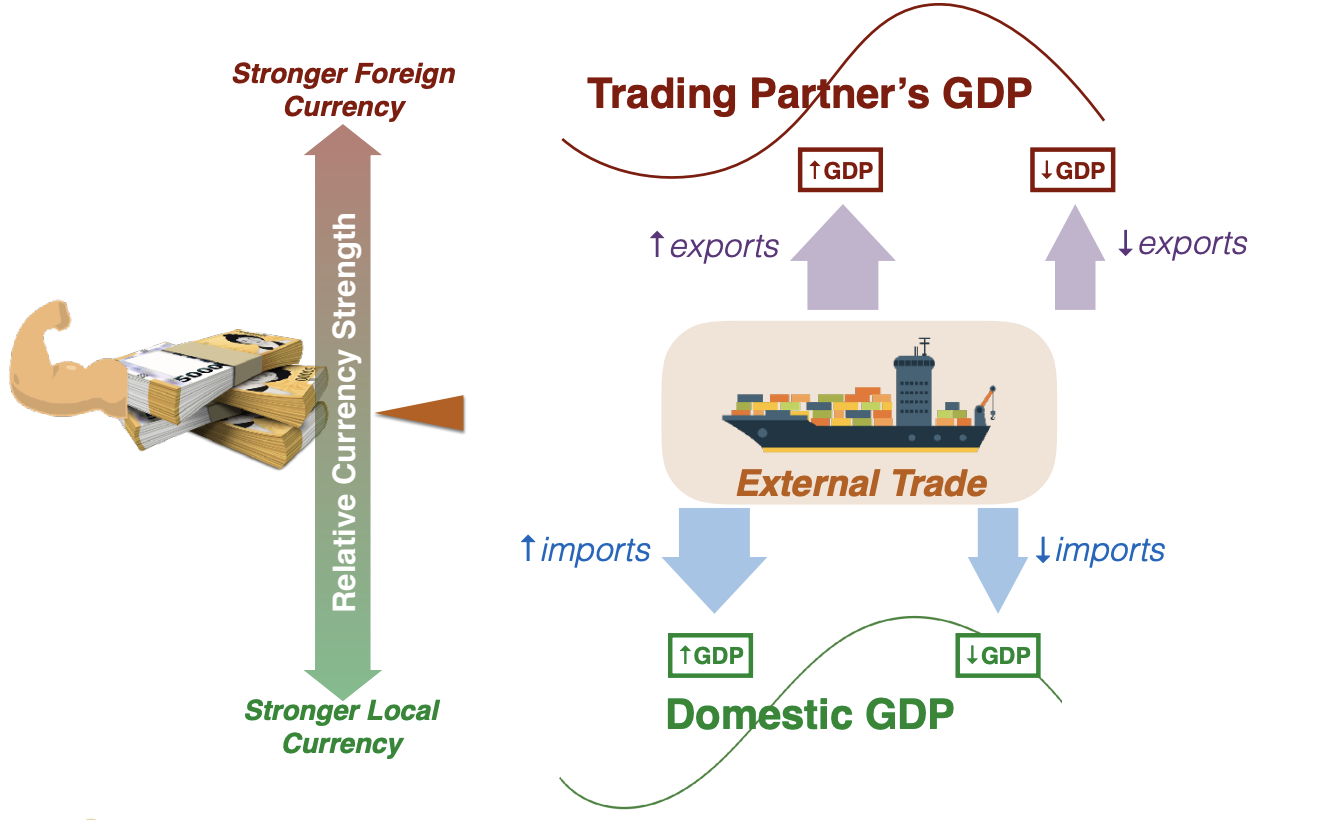 Stronger Foreign
Currency
Relative Currency Strength
Stronger Local
Currency
5000
Trading Partner’s GDP
↑GDP
↓GDP
↑exports
↓exports
External Trade
↑imports
↓imports
↑GDP
↓GDP
Domestic GDP